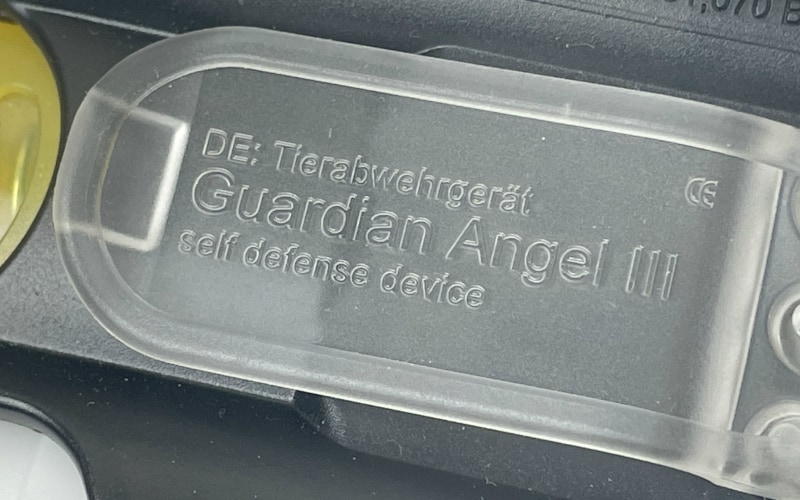 DE: Tierabwehrgerät
CE
Guardian Angel III
self defense device